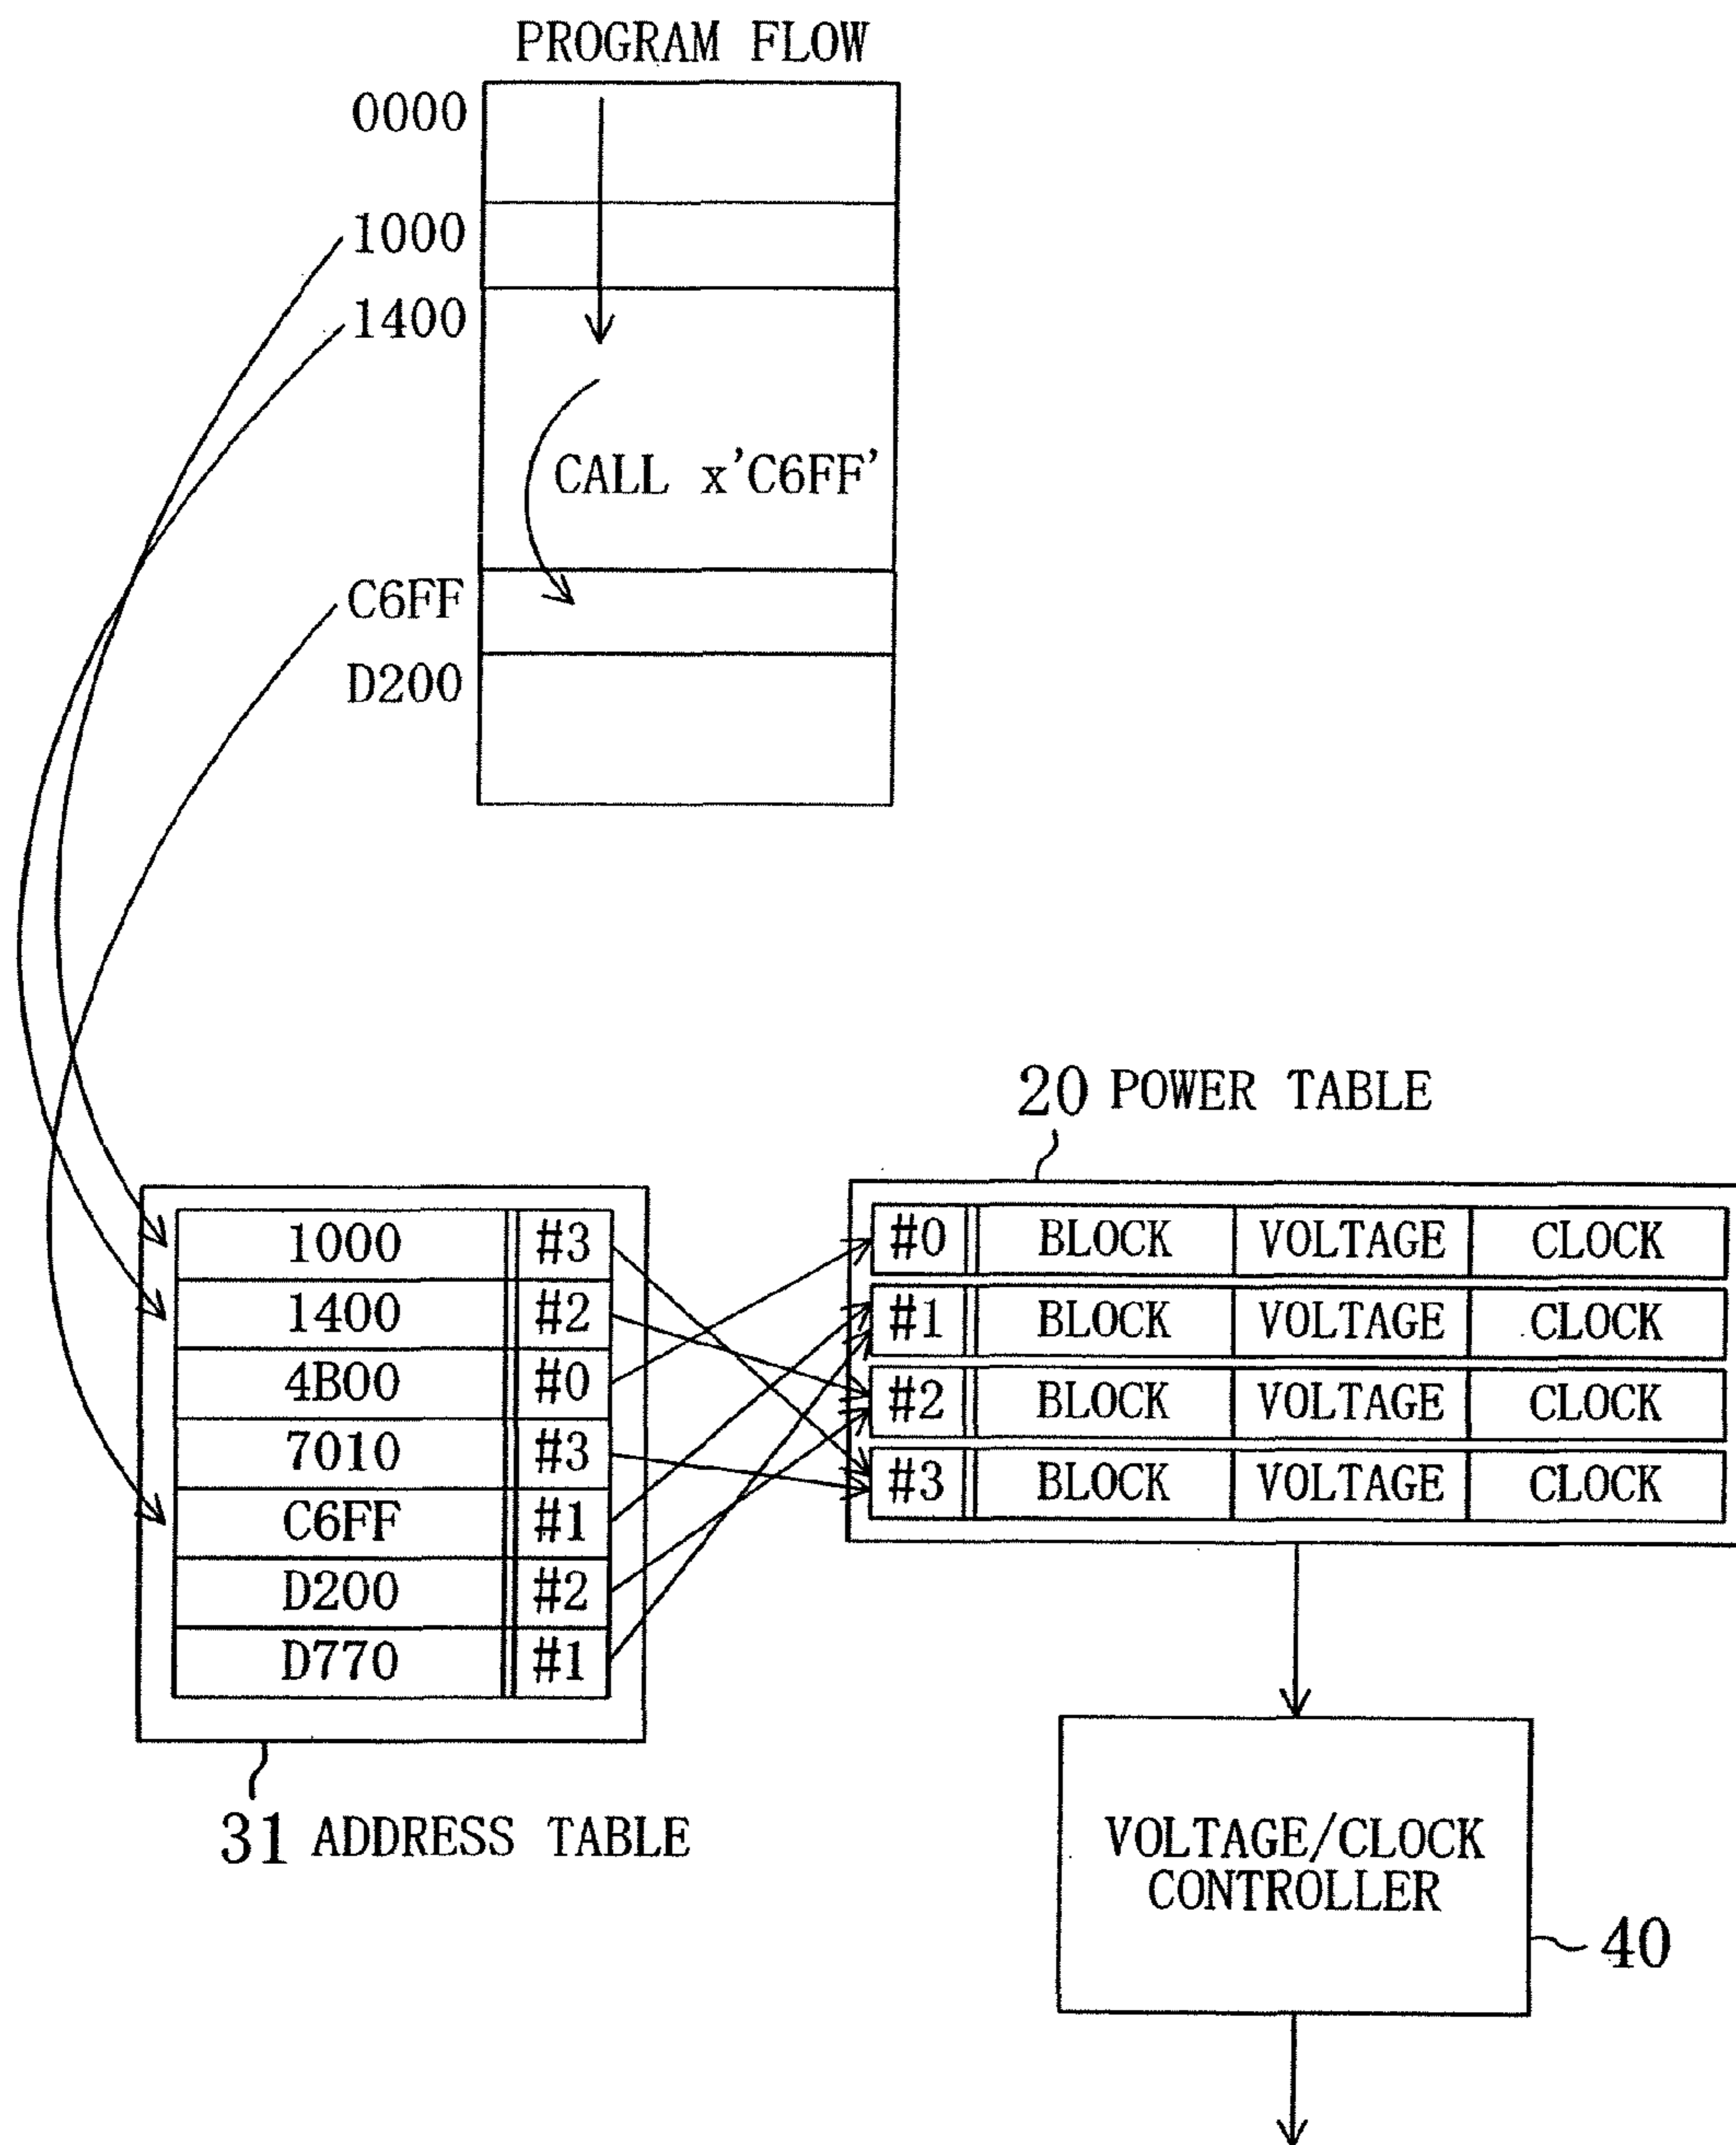 PROGRAM FLOW
0000
1000
1400
CALL x'C6FF'
C6FF
D200
20 POWER TABLE
#0 BLOCK VOLTAGE CLOCK
#1 BLOCK VOLTAGE CLOCK
#2 BLOCK VOLTAGE CLOCK
#3 BLOCK VOLTAGE CLOCK
1000 #3
1400 #2
4B00 #0
7010 #3
C6FF #1
D200 #2
D770 #1
31 ADDRESS TABLE
VOLTAGE/CLOCK
CONTROLLER
40